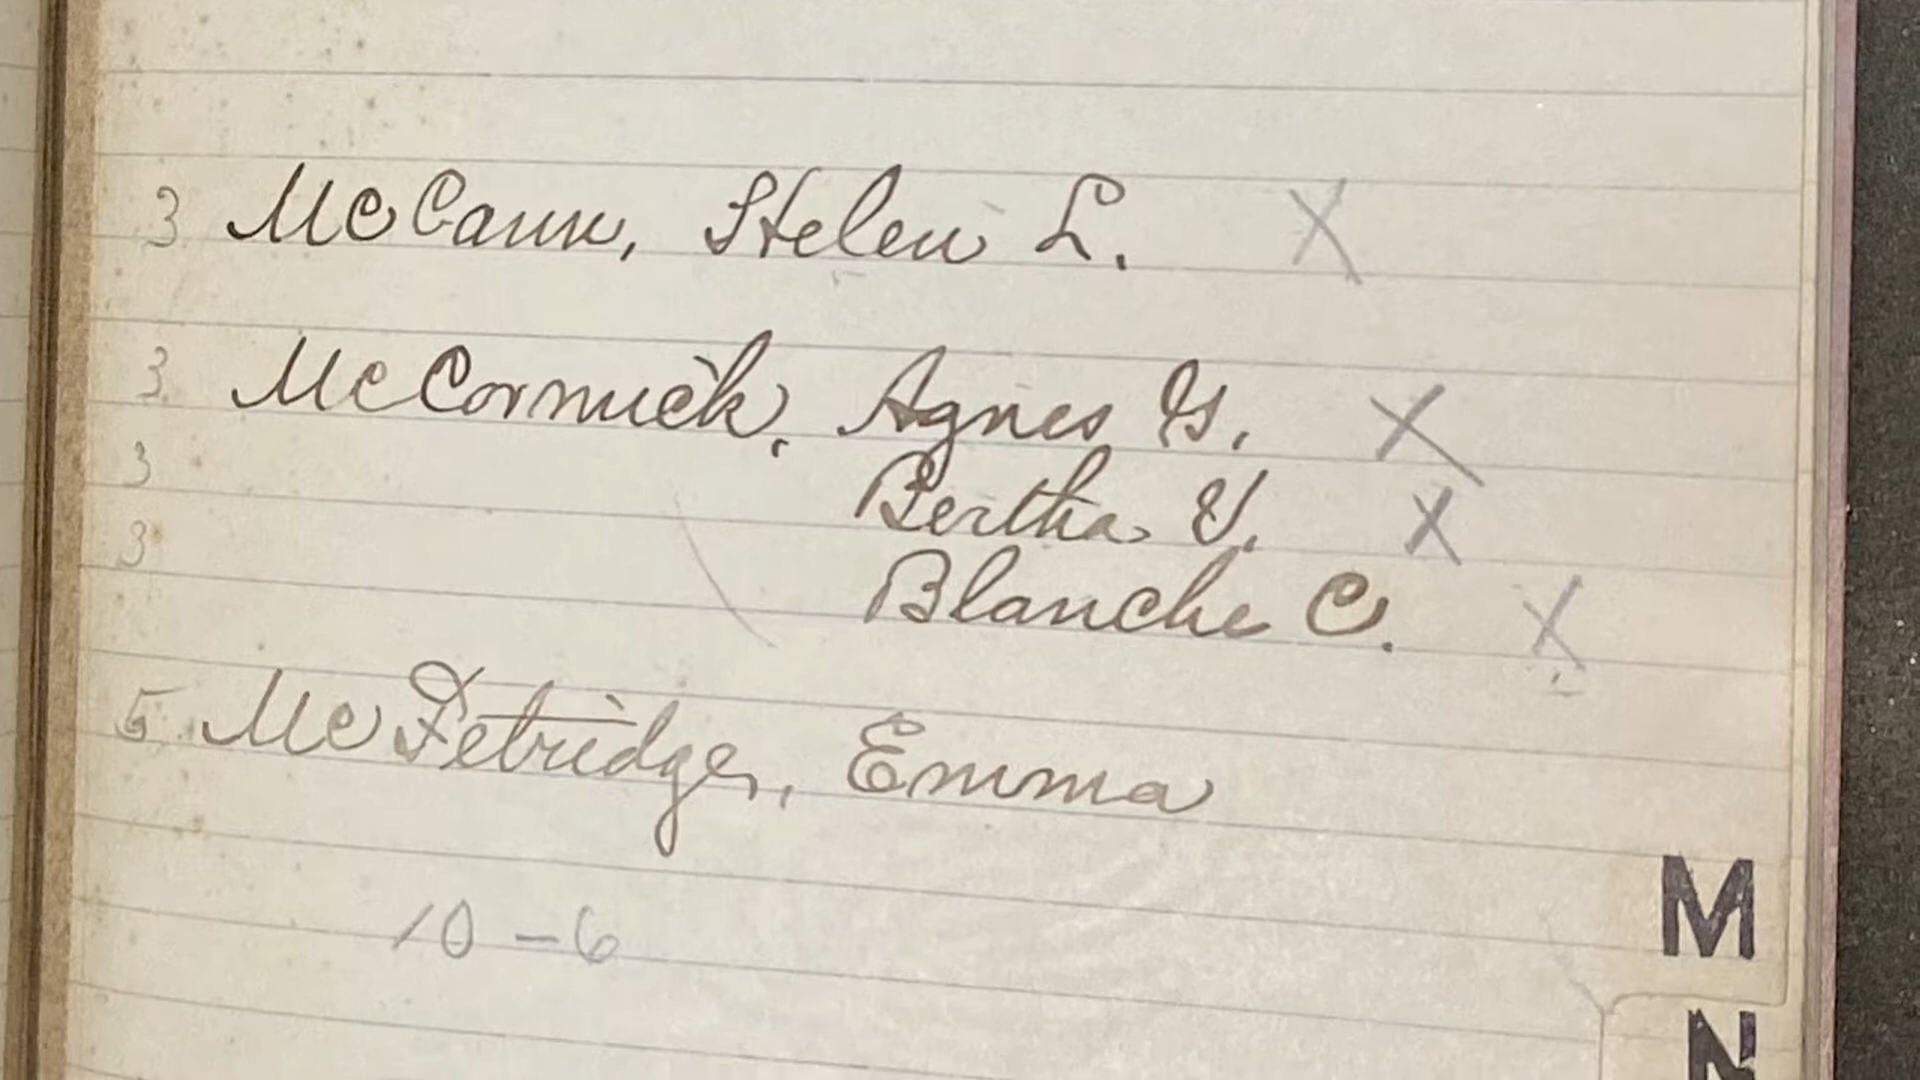 3 McCann, Helen L. X
3 McCormick, Agnes G. X
3 Bertha V. X
3 Blanche C. X
5 McFetridge, Emma
10-6
M
N